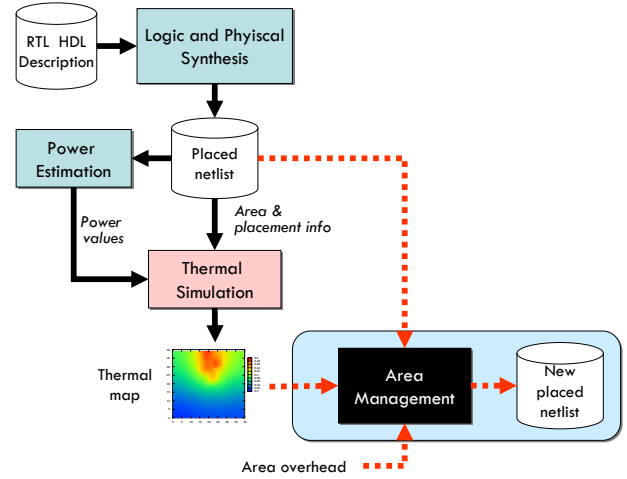 RTL HDL
Description
Logic and Phyiscal
Synthesis
Power
Estimation
Placed
netlist
Power
values
Area &
placement info
Thermal
Simulation
Thermal
map
Area
Management
New
placed
netlist
Area overhead